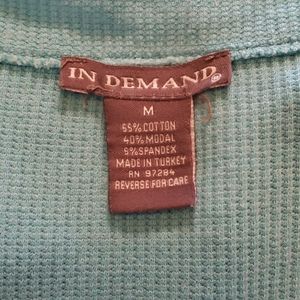 IN DEMAND®
M
55% COTTON
40% MODAL
5% SPANDEX
MADE IN TURKEY
RN 97284
REVERSE FOR CARE